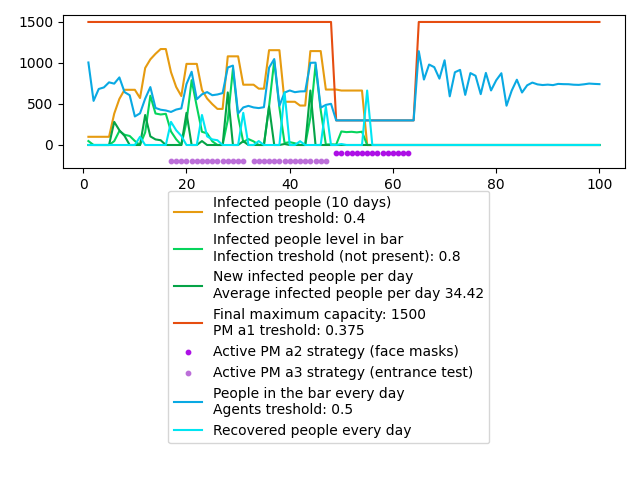 1500
1000
500
0
0
20
40
60
80
100
Infected people (10 days)
Infection treshold: 0.4
Infected people level in bar
Infection treshold (not present): 0.8
New infected people per day
Average infected people per day 34.42
Final maximum capacity: 1500
PM a1 treshold: 0.375
Active PM a2 strategy (face masks)
Active PM a3 strategy (entrance test)
People in the bar every day
Agents treshold: 0.5
Recovered people every day